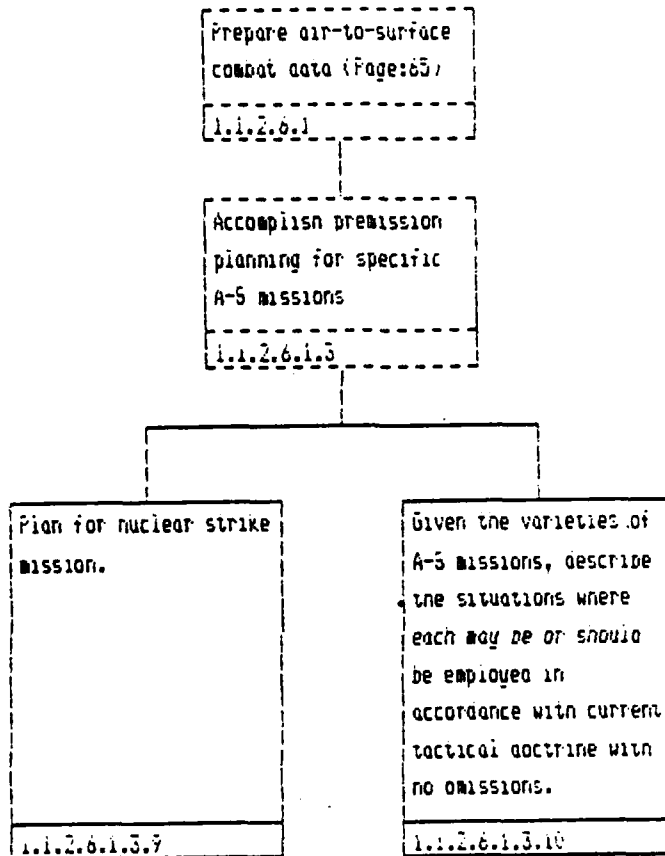 Prepare air-to-surface
combat data (Page:85)
1.1.2.6.1
Accomplish premission
planning for specific
A-S missions
1.1.2.6.1.3
Plan for nuclear strike
mission.
1.1.2.6.1.3.9
Given the varieties of
A-S missions, describe
the situations where
each may be or should
be employed in
accordance with current
tactical doctrine with
no omissions.
1.1.2.6.1.3.10